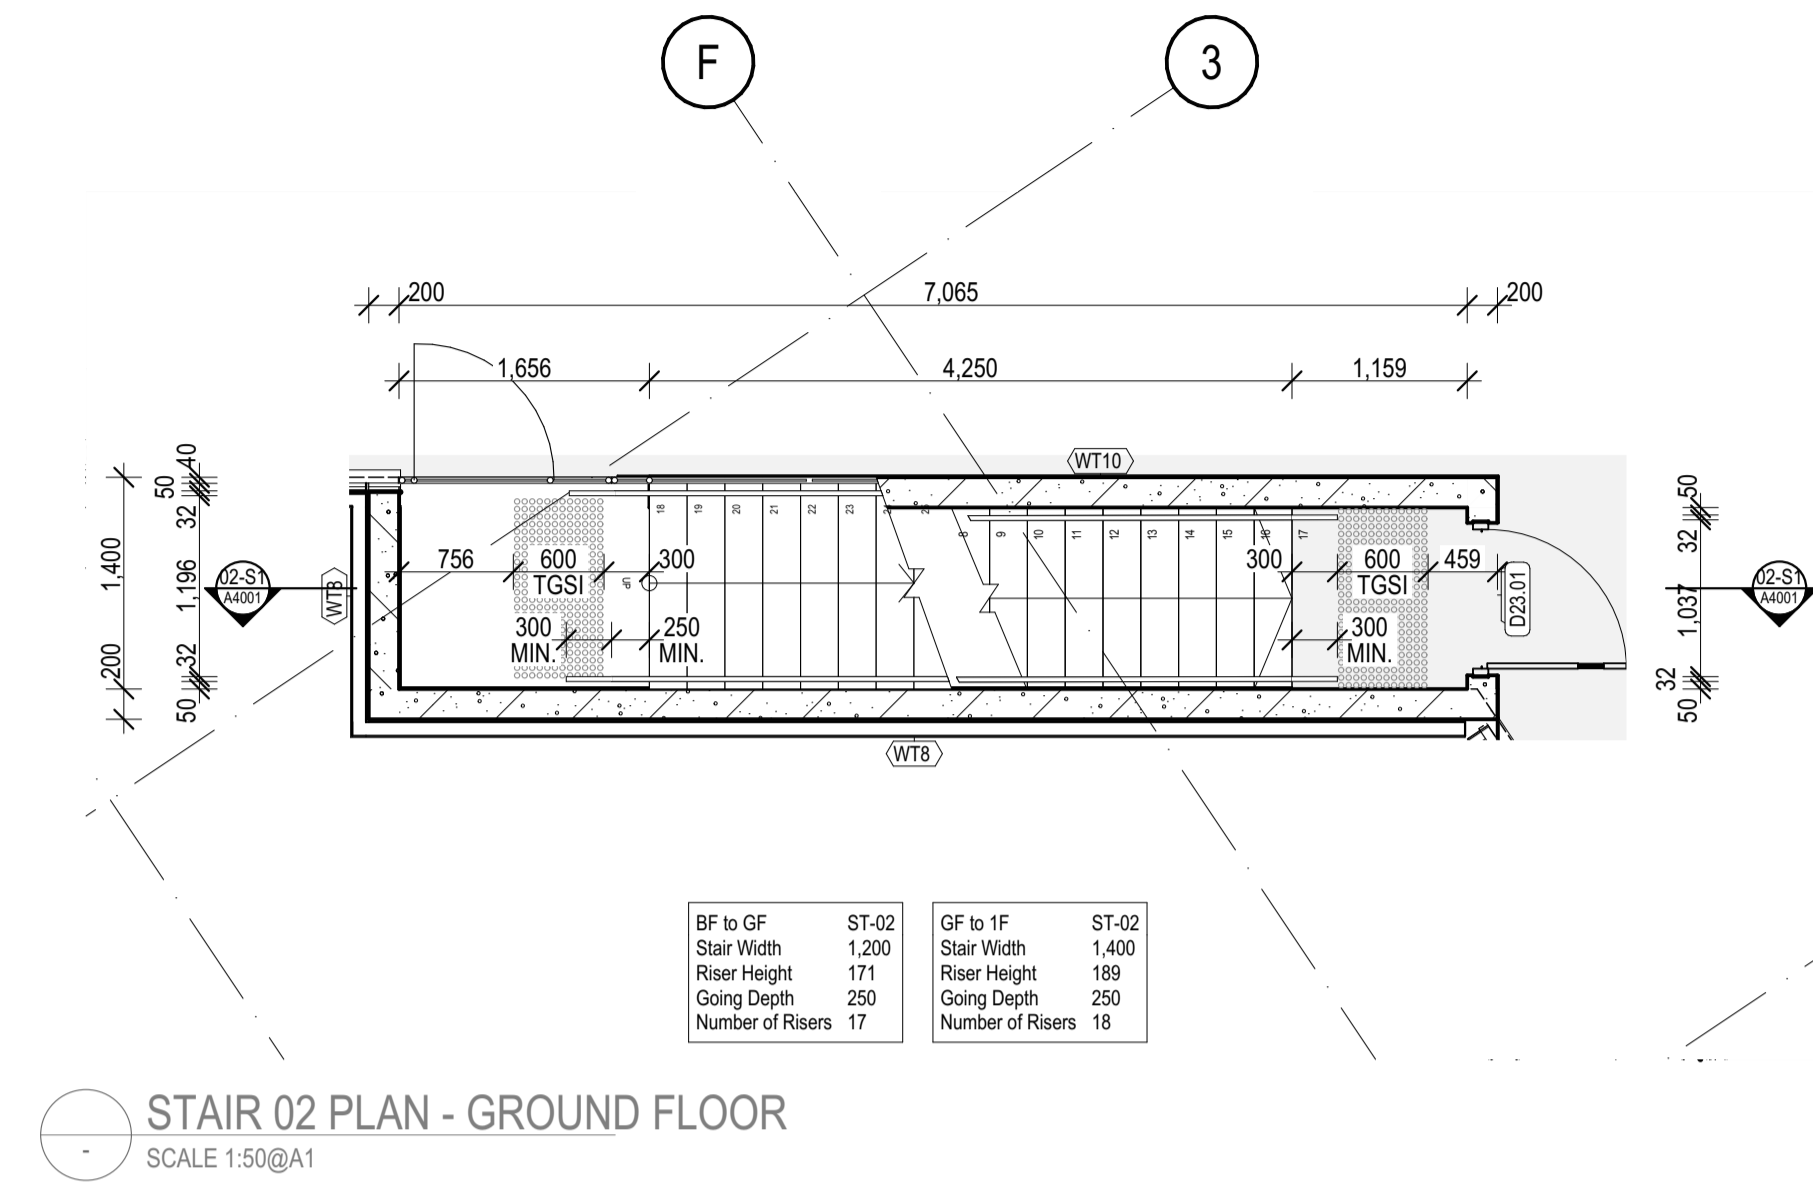 F
3
200
7,065
200
1,656
4,250
1,159
WT10
40
50
32
1,400
1,196
200
32
50
02-S1
A4001
WT8
756
600
TGSI
300
UP
300
MIN.
250
MIN.
18
19
20
21
22
23
8
9
10
11
12
13
14
15
16
17
300
600
TGSI
459
300
MIN.
D23.01
50
32
1,037
32
50
02-S1
A4001
WT8
BF to GF ST-02
Stair Width 1,200
Riser Height 171
Going Depth 250
Number of Risers 17
GF to 1F ST-02
Stair Width 1,400
Riser Height 189
Going Depth 250
Number of Risers 18
-
STAIR 02 PLAN - GROUND FLOOR
SCALE 1:50@A1